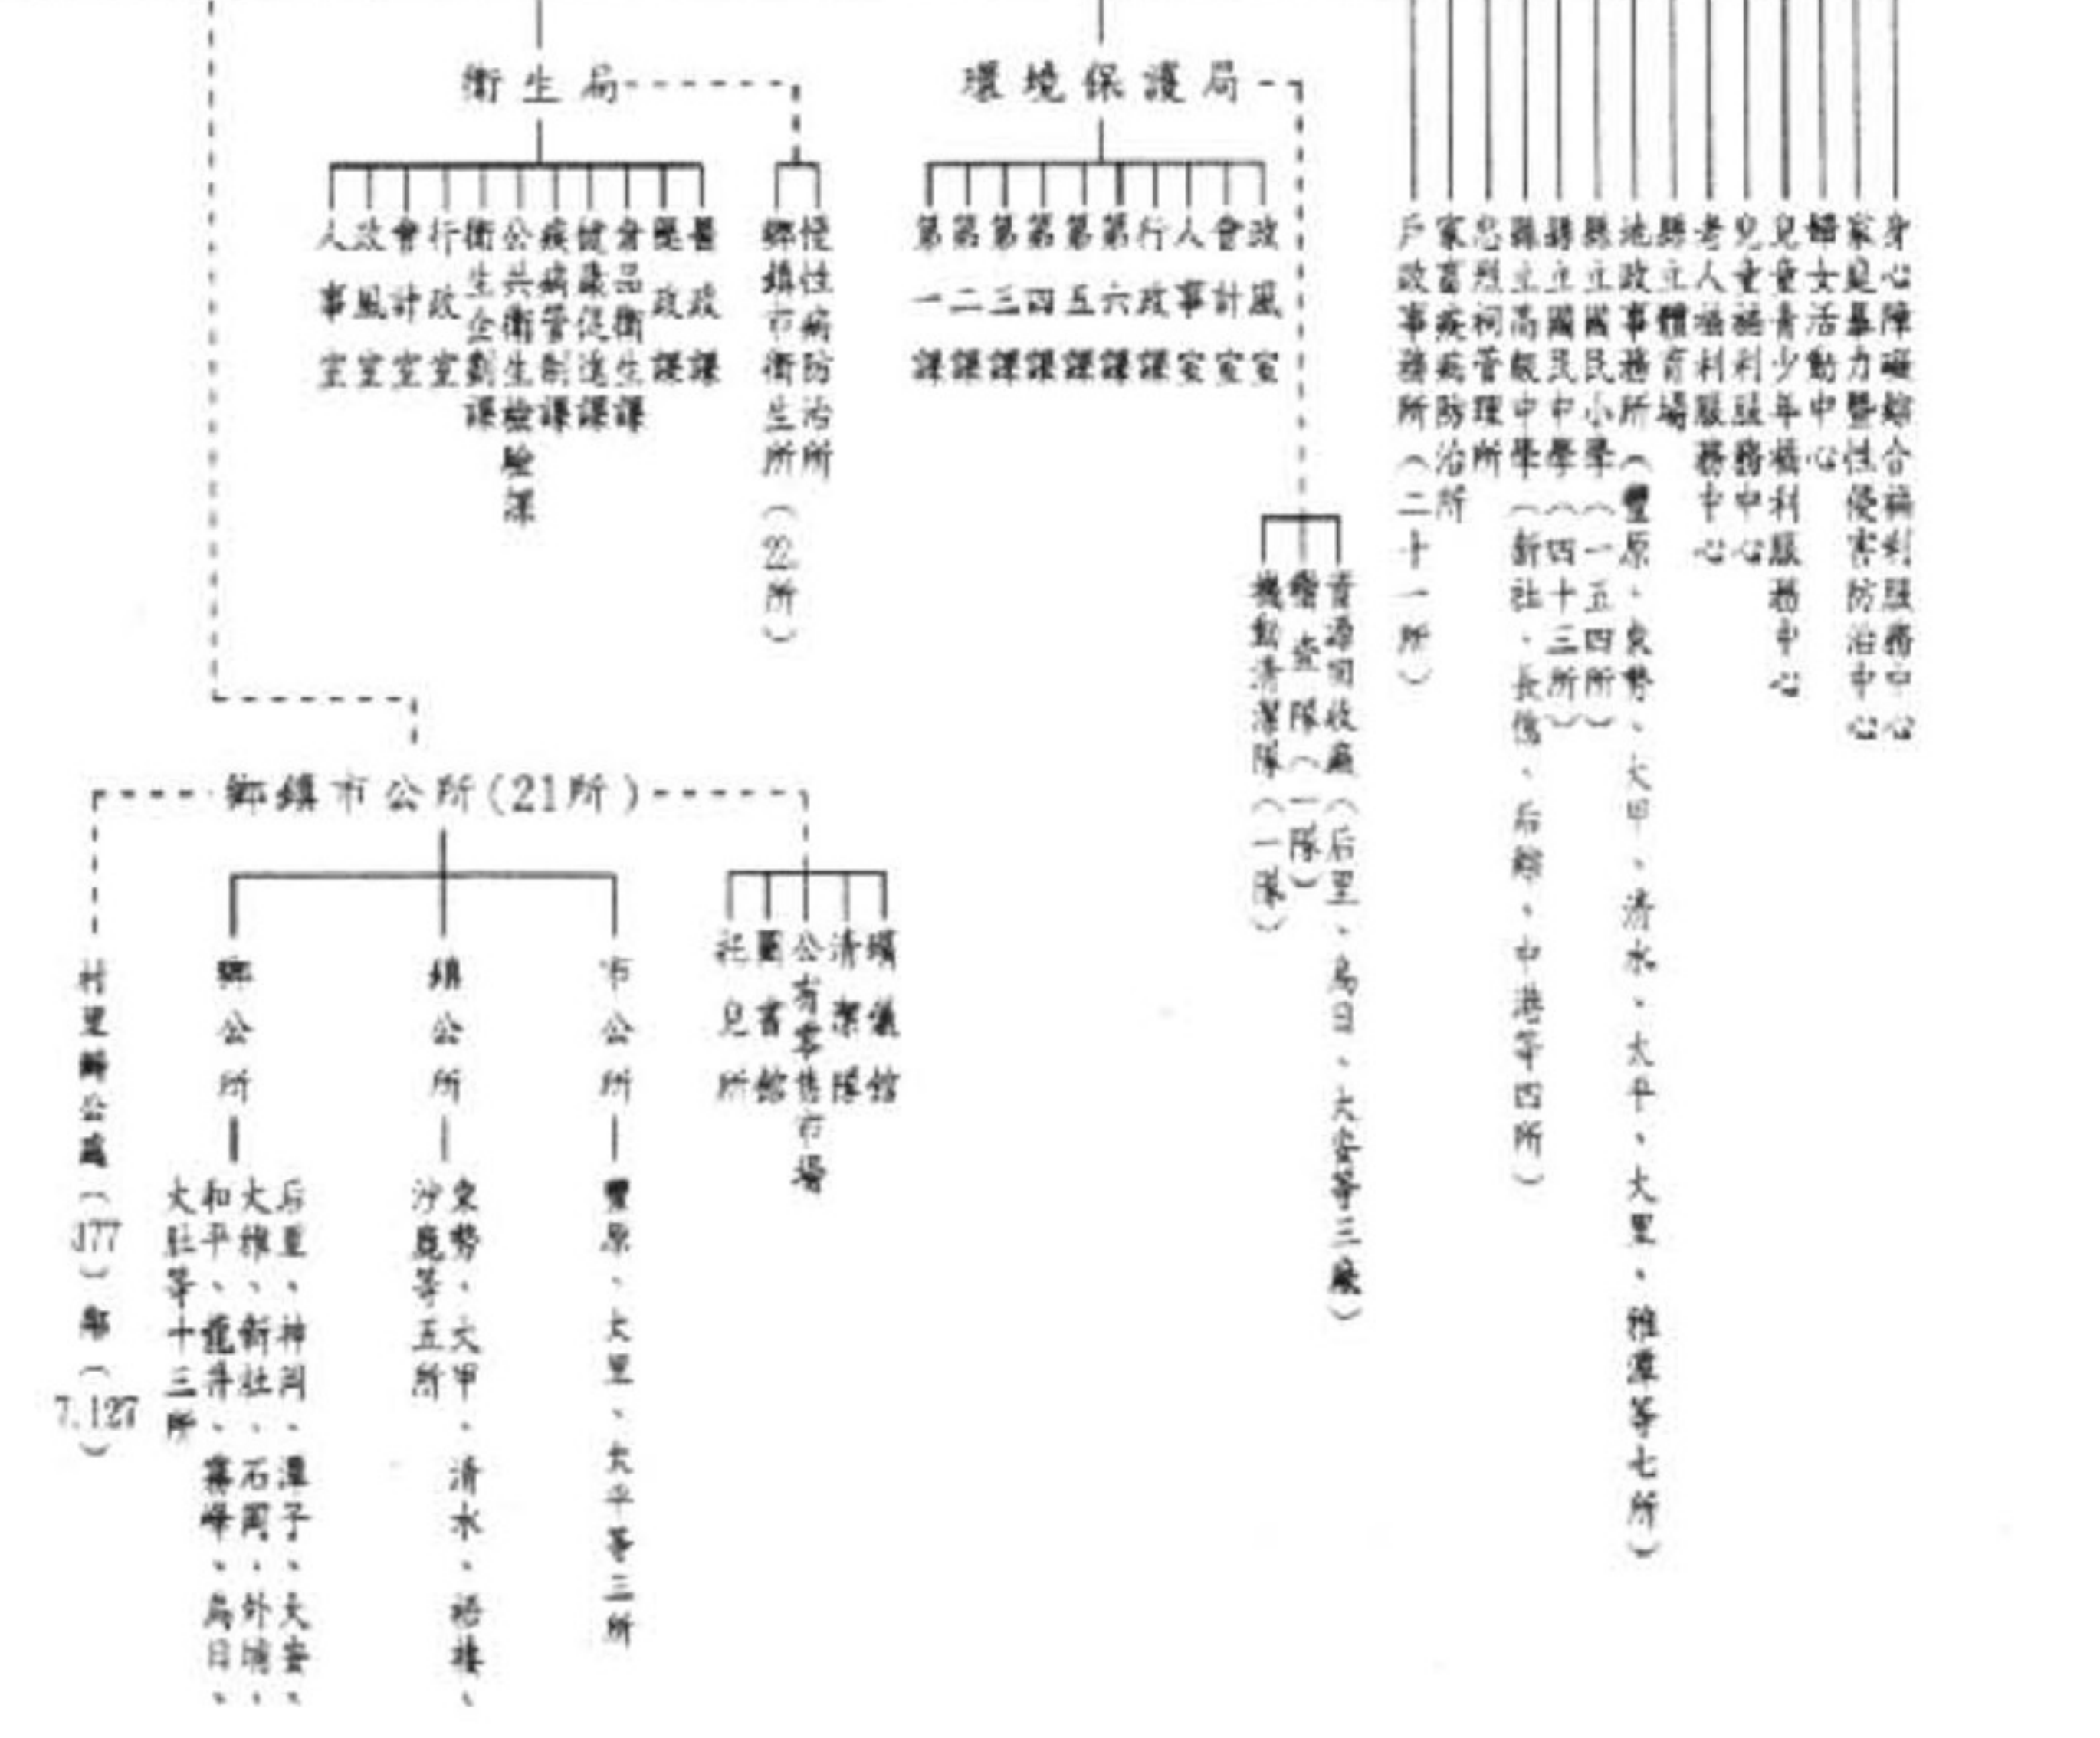 衛生局
環境保護局
人事室
政風室
會計室
行政室
衛生企劃課
公共衛生檢驗課
疾病管制課
健康促進課
食品衛生課
藥政課
醫政課
鄉鎮市衛生所（22所）
慢性病防治所
第一課
第二課
第三課
第四課
第五課
第六課
行政課
人事室
會計室
政風室
機動清潔隊（一隊）
稽查隊（一隊）
資源回收廠（后里、烏日、大安等三廠）
戶政事務所（二十一所）
家畜疾病防治所
忠烈祠管理所
縣立高級中學（新社、長億、后綜、中港等四所）
縣立國民中學（四十三所）
縣立國民小學（一五四所）
地政事務所（豐原、東勢、大甲、清水、太平、大里、雅潭等七所）
縣立體育場
老人福利服務中心
兒童福利服務中心
兒童青少年福利服務中心
婦女活動中心
家庭暴力暨性侵害防治中心
身心障礙綜合福利服務中心
鄉鎮市公所(21所)
村里辦公處（ ）鄰（7,127）
鄉公所
后里、神岡、潭子、大安、
大雅、新社、石岡、外埔、
和平、龍井、霧峰、烏日、
大肚等十三所
鎮公所
東勢、大甲、清水、梧棲、
沙鹿等五所
市公所
豐原、大里、太平等三所
托兒所
圖書館
公有零售市場
清潔隊
殯儀館